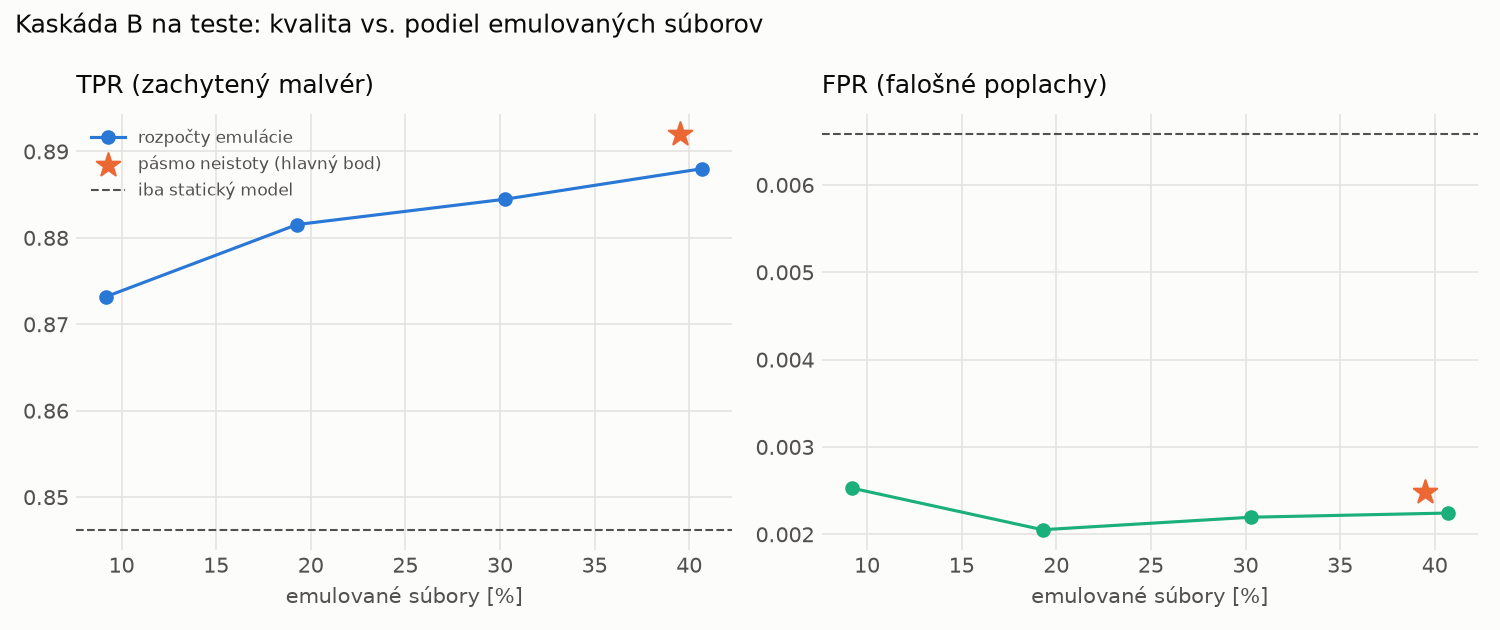 Kaskáda B na teste: kvalita vs. podiel emulovaných súborov
TPR (zachytený malvér)
rozpočty emulácie
pásmo neistoty (hlavný bod)
iba statický model
0.89
0.88
0.87
0.86
0.85
10 15 20 25 30 35 40
emulované súbory [%]
FPR (falošné poplachy)
0.006
0.005
0.004
0.003
0.002
10 15 20 25 30 35 40
emulované súbory [%]